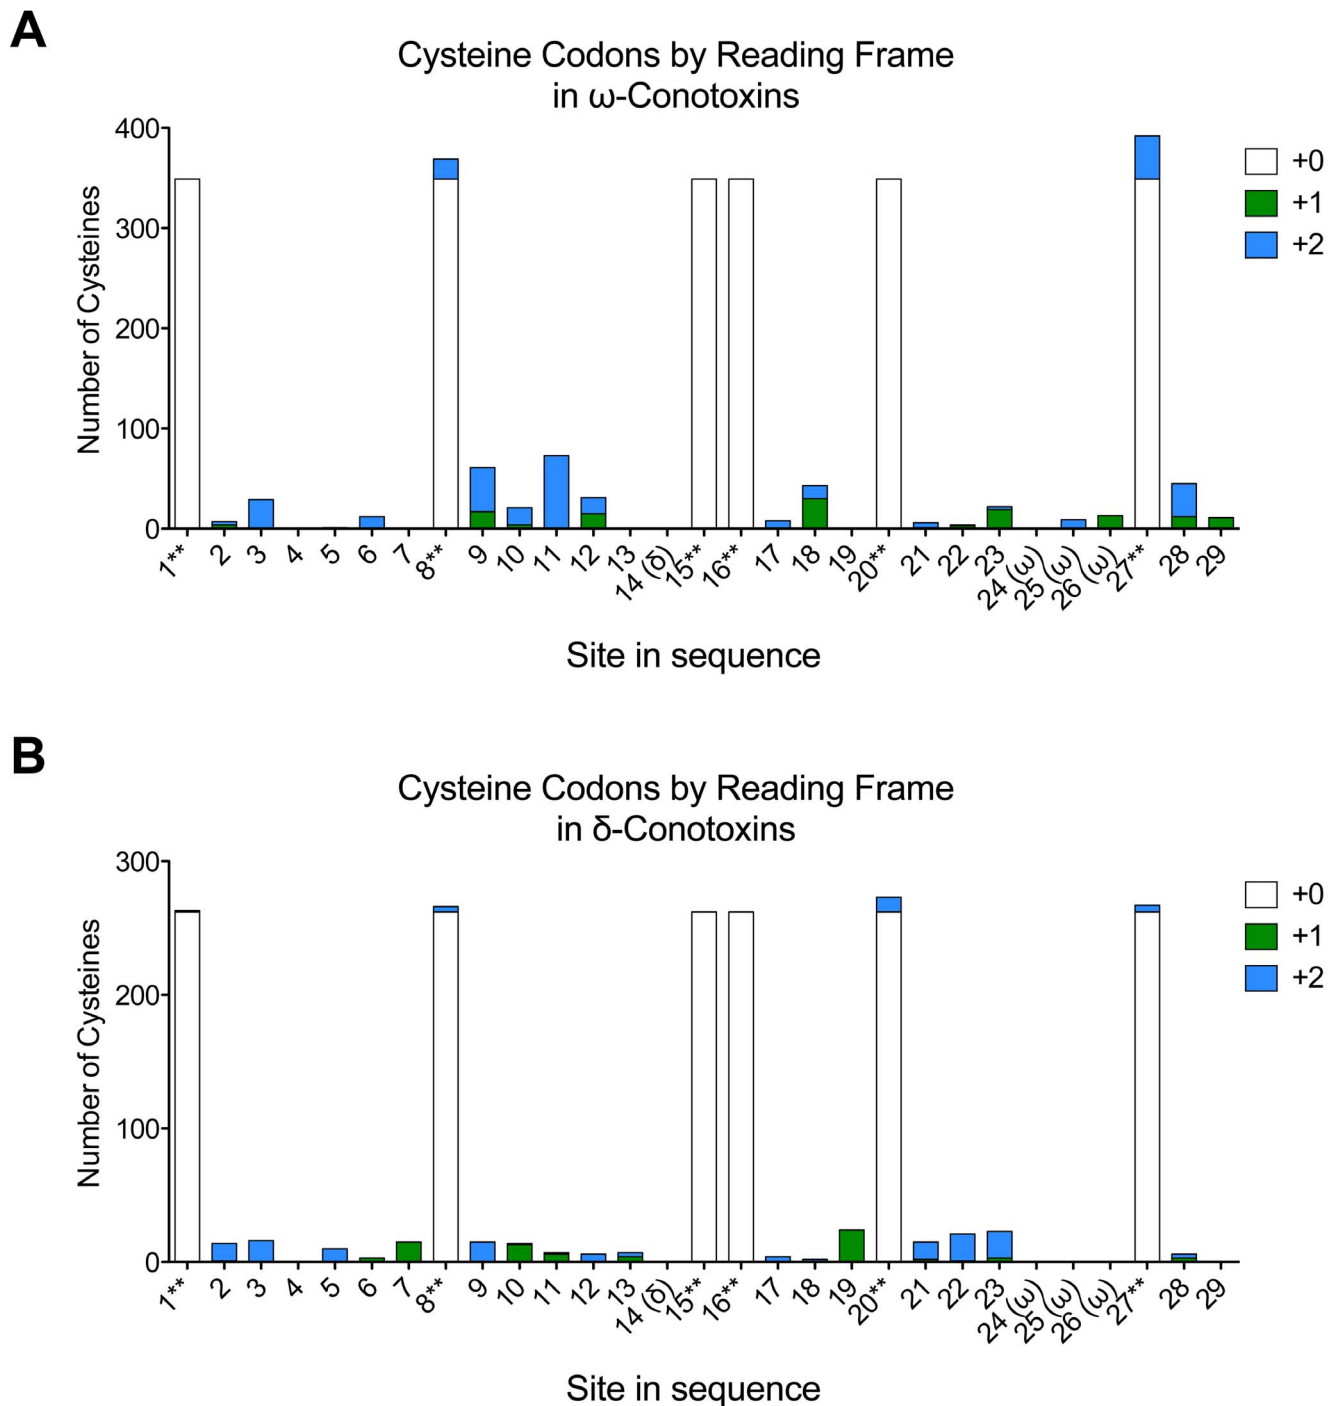 A
Cysteine Codons by Reading Frame
in ω-Conotoxins
Number of Cysteines
400
300
200
100
0
+0
+1
+2
1** 2 3 4 5 6 7 8** 9 10 11 12 13 14 (δ) 15** 16** 17 18 19 20** 21 22 23 24 (ω) 25 (ω) 26 (ω) 27** 28 29
Site in sequence
B
Cysteine Codons by Reading Frame
in δ-Conotoxins
Number of Cysteines
300
200
100
0
+0
+1
+2
1** 2 3 4 5 6 7 8** 9 10 11 12 13 14 (δ) 15** 16** 17 18 19 20** 21 22 23 24 (ω) 25 (ω) 26 (ω) 27** 28 29
Site in sequence